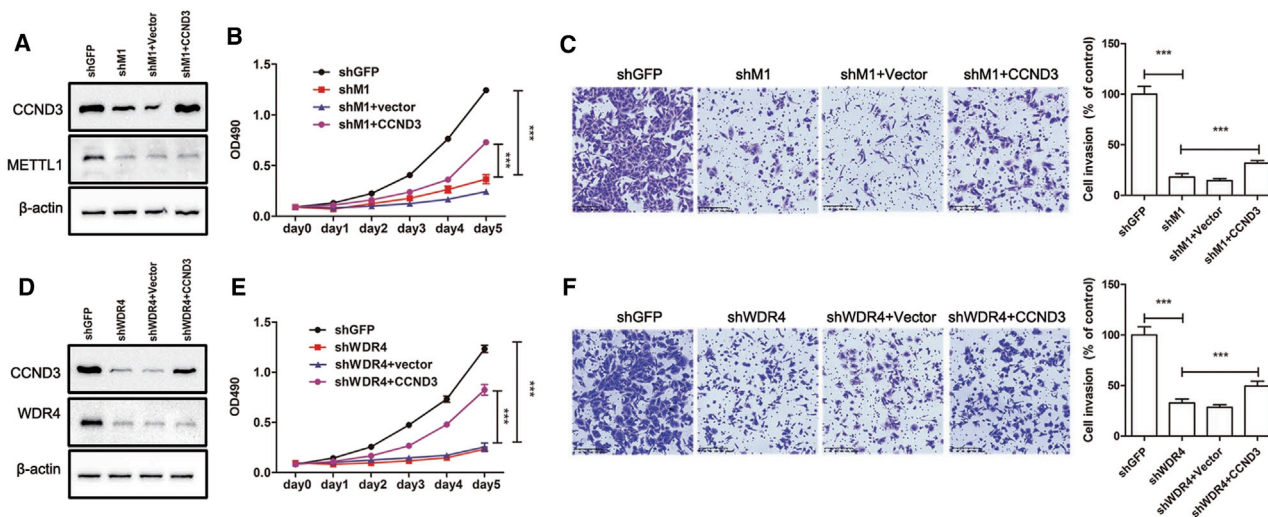 A
shGFP
shM1
shM1+Vector
shM1+CCND3
CCND3
METTL1
β-actin
B
shGFP
shM1
shM1+vector
shM1+CCND3
OD490
1.5
1.0
0.5
0.0
day0 day1 day2 day3 day4 day5
***
***
C
shGFP shM1 shM1+Vector shM1+CCND3
Cell invasion (% of control)
150
100
50
0
***
***
shGFP
shM1
shM1+Vector
shM1+CCND3
D
shGFP
shWDR4
shWDR4+Vector
shWDR4+CCND3
CCND3
WDR4
β-actin
E
shGFP
shWDR4
shWDR4+vector
shWDR4+CCND3
OD490
1.5
1.0
0.5
0.0
day0 day1 day2 day3 day4 day5
***
***
F
shGFP shWDR4 shWDR4+Vector shWDR4+CCND3
Cell invasion (% of control)
150
100
50
0
***
***
shGFP
shWDR4
shWDR4+Vector
shWDR4+CCND3